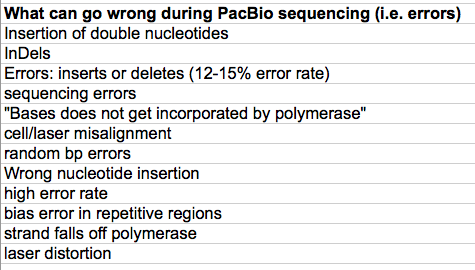 What can go wrong during PacBio sequencing (i.e. errors)
Insertion of double nucleotides
InDels
Errors: inserts or deletes (12-15% error rate)
sequencing errors
"Bases does not get incorporated by polymerase"
cell/laser misalignment
random bp errors
Wrong nucleotide insertion
high error rate
bias error in repetitive regions
strand falls off polymerase
laser distortion